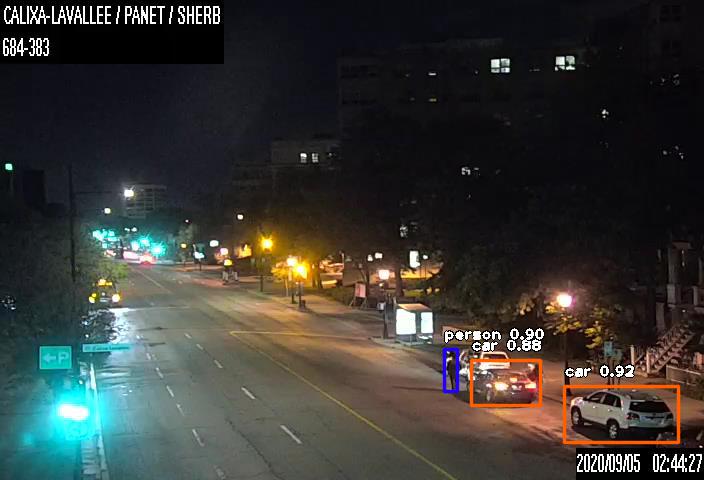 CALIXA-LAVALLEE / PANET / SHERB
684-383
person 0.90
car 0.88
car 0.92
P
2020/09/05 02:44:27